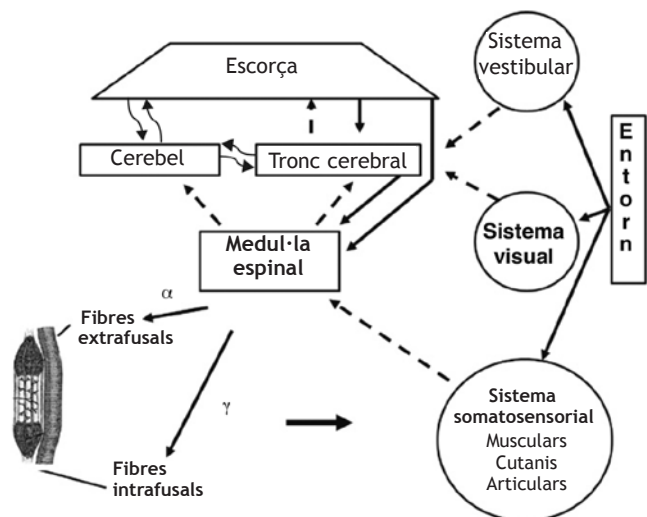 Escorça
Cerebel
Tronc cerebral
Medul·la
espinal
α
Fibres
extrafusals
γ
Fibres
intrafusals
Sistema
vestibular
Sistema
visual
Entorn
Sistema
somatosensorial
Musculars
Cutanis
Articulars